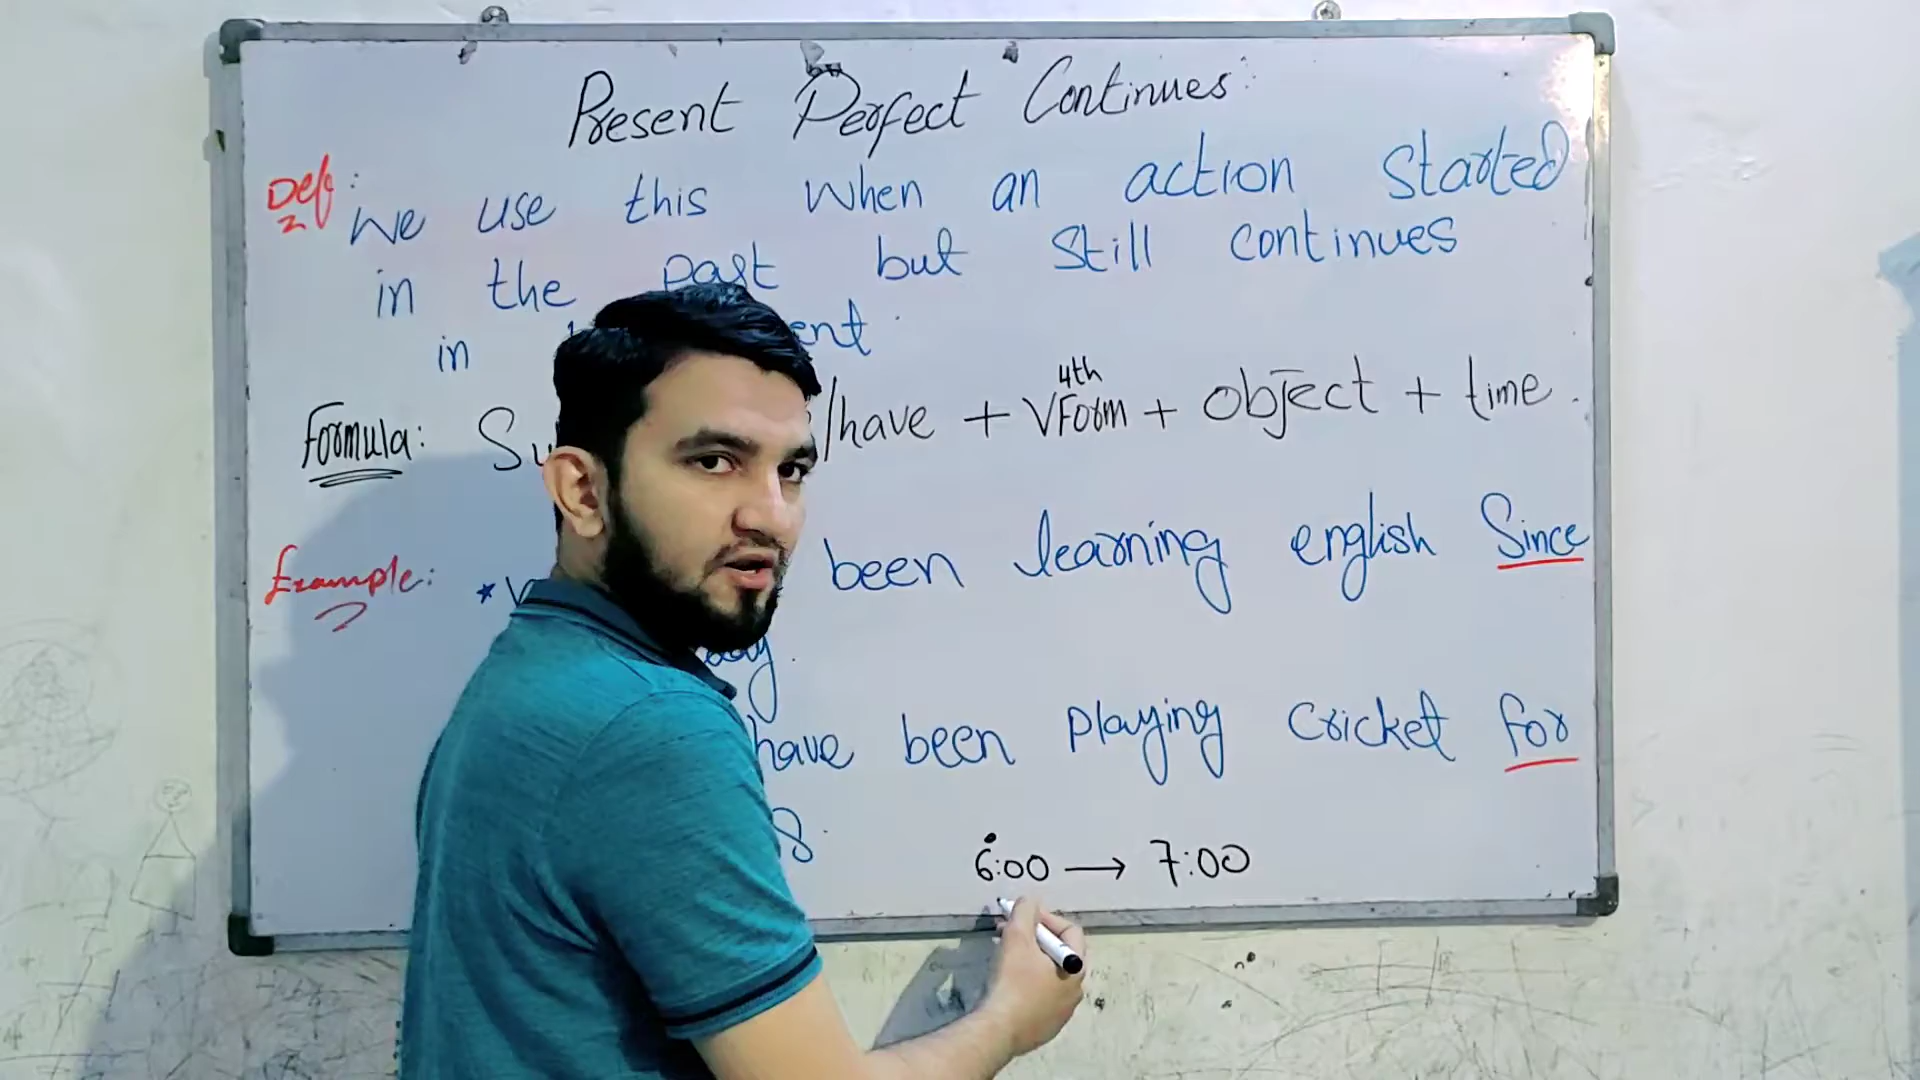 Present Perfect Continues:
Def: We use this when an action started
in the past but still continues
in
Formula: /have + V 4th Form + object + time.
Example: * been learning english Since
have been playing cricket for
6:00 → 7:00